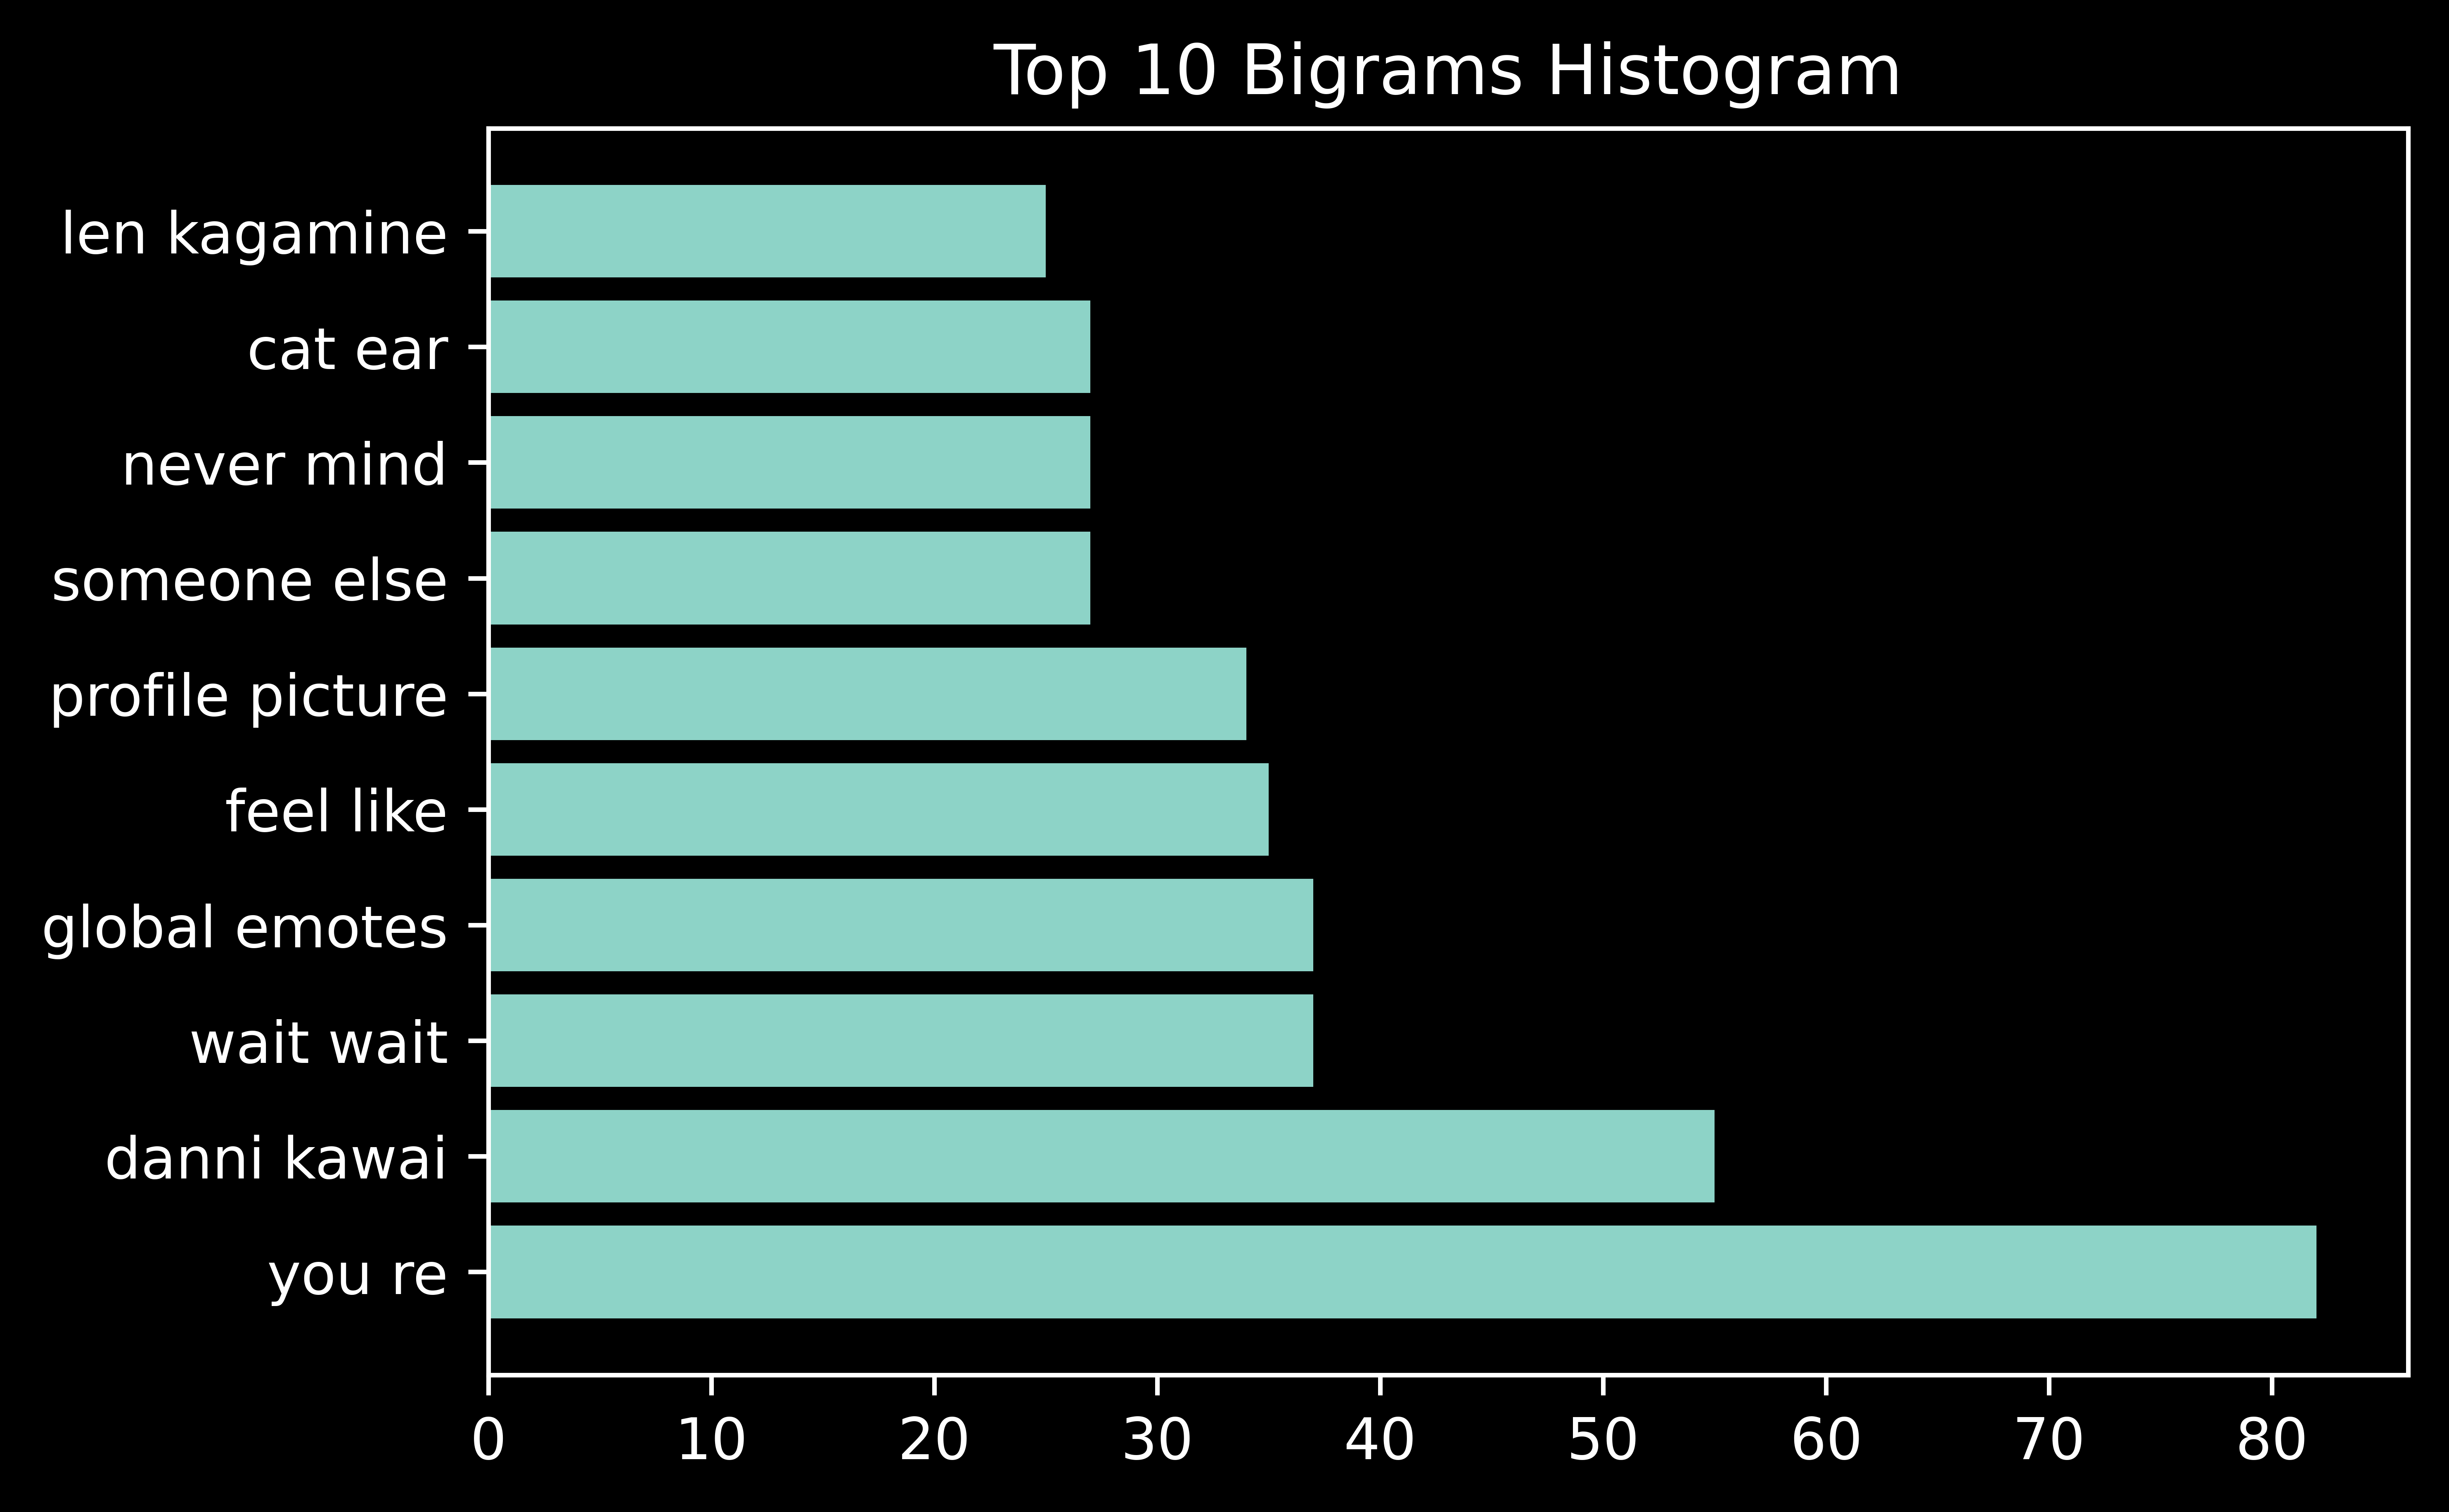 Top 10 Bigrams Histogram
len kagamine
cat ear
never mind
someone else
profile picture
feel like
global emotes
wait wait
danni kawai
you re
0 10 20 30 40 50 60 70 80